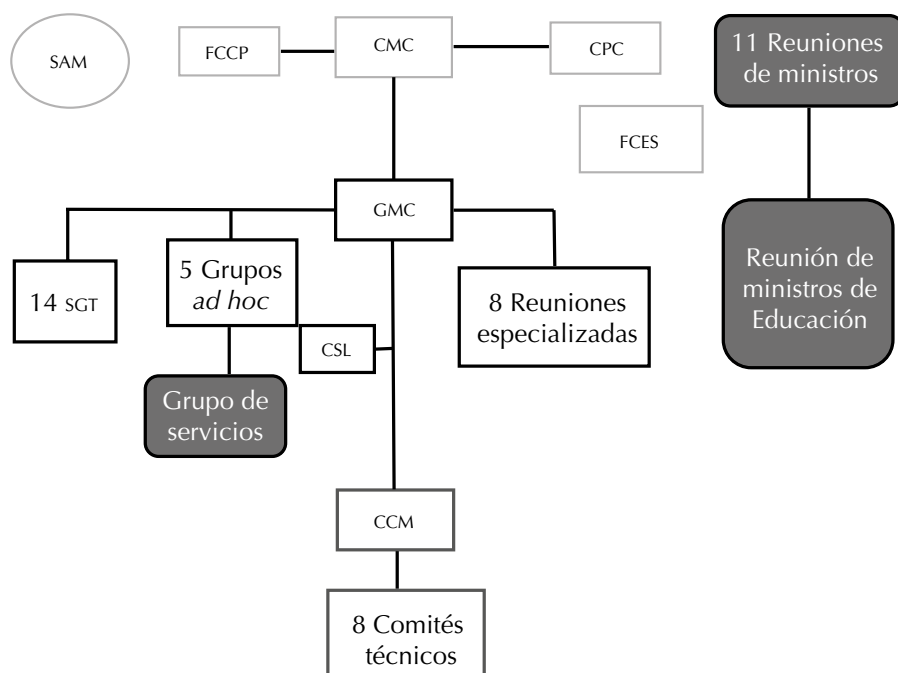 SAM
FCCP
CMC
CPC
11 Reuniones
de ministros
FCES
GMC
14 SGT
5 Grupos
ad hoc
CSL
8 Reuniones
especializadas
Reunión de
ministros de
Educación
Grupo de
servicios
CCM
8 Comités
técnicos